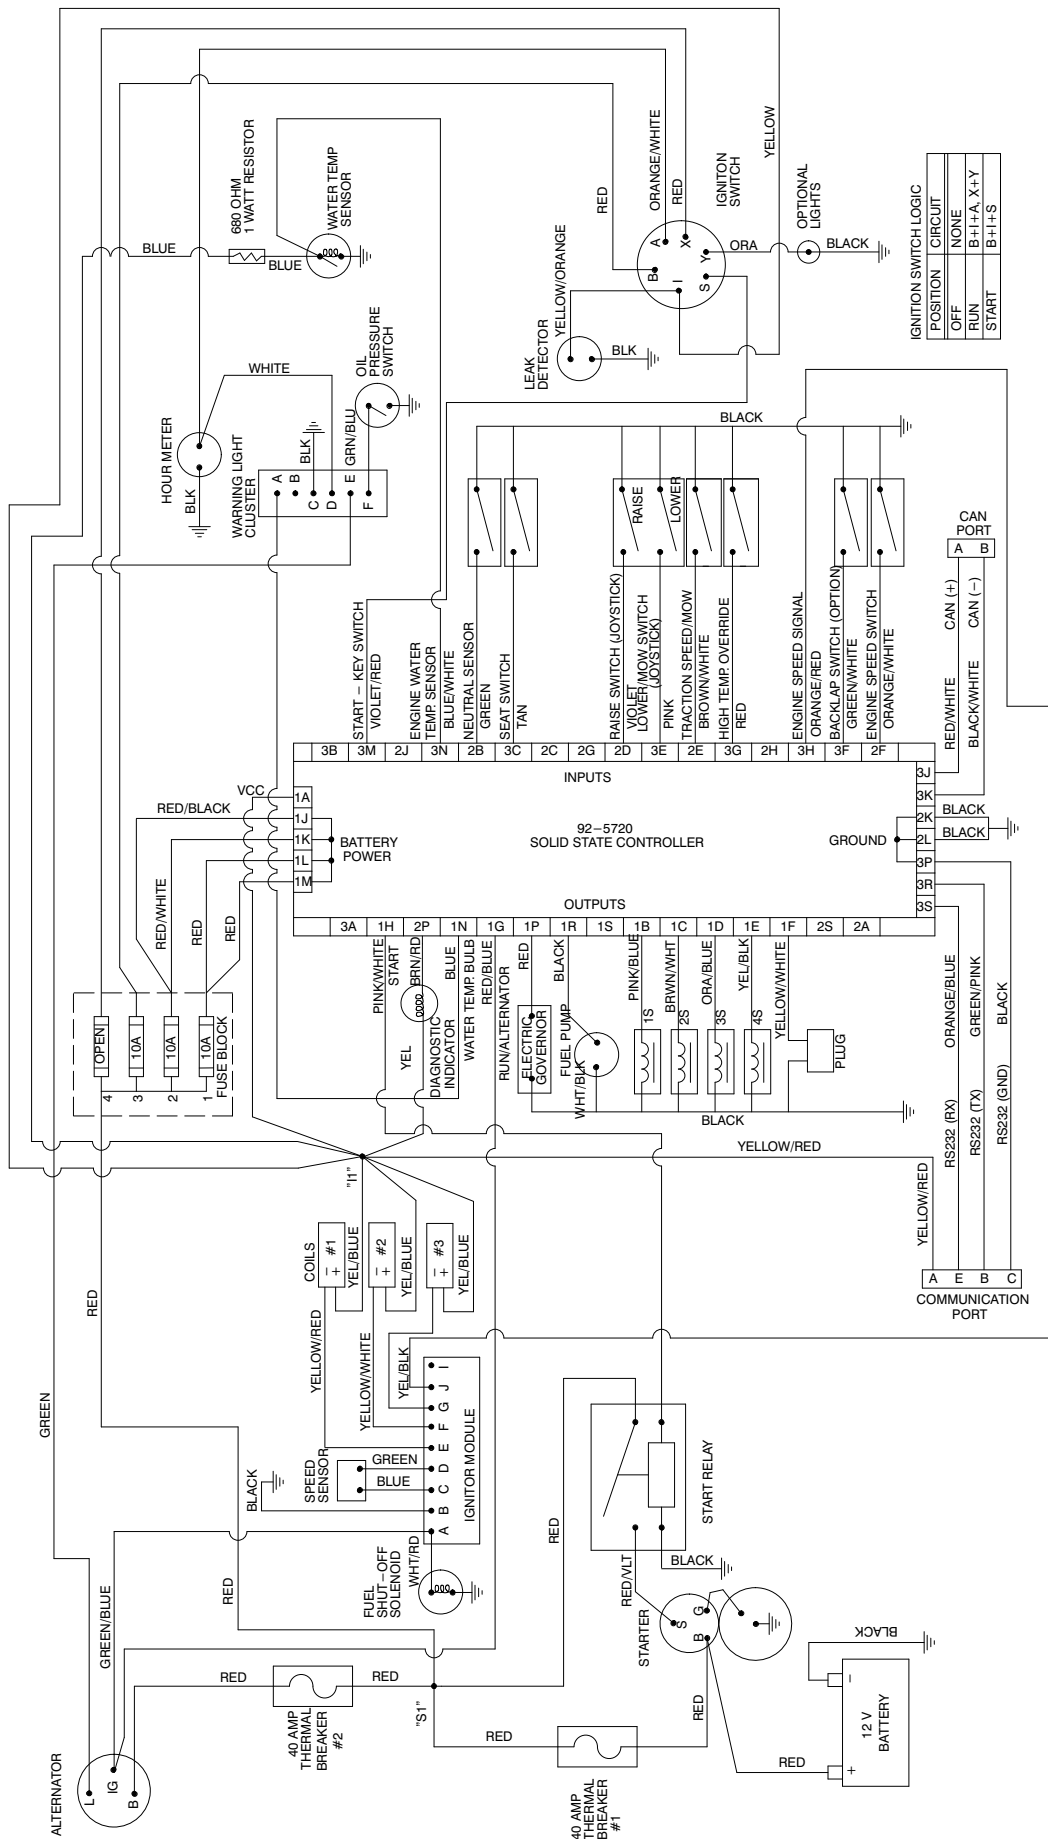 YELLOW
680 OHM
1 WATT RESISTOR
WATER TEMP
SENSOR
BLUE
BLUE
RED
ORANGE/WHITE
RED
IGNITON
SWITCH
A
X
B
I
Y
S
ORA
OPTIONAL
LIGHTS
BLACK
YELLOW/ORANGE
LEAK
DETECTOR
BLK
IGNITION SWITCH LOGIC
POSITION
CIRCUIT
OFF
NONE
RUN
B+I+A, X+Y
START
B+I+S
WHITE
OIL
PRESSURE
SWITCH
HOUR METER
BLK
WARNING LIGHT
CLUSTER
BLK
GRN/BLU
A
B
C
D
E
F
BLACK
RAISE
LOWER
CAN
PORT
A
B
CAN (+)
CAN (−)
RED/WHITE
BLACK/WHITE
START − KEY SWITCH
VIOLET/RED
ENGINE WATER
TEMP. SENSOR
BLUE/WHITE
NEUTRAL SENSOR
GREEN
SEAT SWITCH
TAN
RAISE SWITCH (JOYSTICK)
VIOLET
LOWER/MOW SWITCH
(JOYSTICK)
PINK
TRACTION SPEED/MOW
BROWN/WHITE
HIGH TEMP. OVERRIDE
RED
ENGINE SPEED SIGNAL
ORANGE/RED
BACKLAP SWITCH (OPTION)
GREEN/WHITE
ENGINE SPEED SWITCH
ORANGE/WHITE
3B
3M
2J
3N
2B
3C
2C
2G
2D
3E
2E
3G
2H
3H
3F
2F
INPUTS
VCC
RED/BLACK
1A
1J
1K
1L
1M
BATTERY
POWER
92−5720
SOLID STATE CONTROLLER
GROUND
3J
3K
2K
2L
3P
3R
3S
BLACK
BLACK
OUTPUTS
3A
1H
2P
1N
1G
1P
1R
1S
1B
1C
1D
1E
1F
2S
2A
RED/WHITE
RED
RED
OPEN
10A
10A
10A
4
3
2
1
FUSE BLOCK
PINK/WHITE
START
BRN/RD
YEL
DIAGNOSTIC
INDICATOR
BLUE
WATER TEMP. BULB
RED/BLUE
RUN/ALTERNATOR
RED
ELECTRIC
GOVERNOR
BLACK
FUEL PUMP
WHT/BLK
PINK/BLUE
1S
BRWN/WHT
2S
ORA/BLUE
3S
YEL/BLK
4S
YELLOW/WHITE
PLUG
BLACK
ORANGE/BLUE
GREEN/PINK
BLACK
RS232 (RX)
RS232 (TX)
RS232 (GND)
YELLOW/RED
YELLOW/RED
A
E
B
C
COMMUNICATION
PORT
"I1"
COILS
− + #1
− + #2
− + #3
YEL/BLUE
YEL/BLUE
YEL/BLUE
RED
GREEN
YELLOW/RED
YELLOW/WHITE
YEL/BLK
SPEED
SENSOR
GREEN
BLUE
BLACK
A
B
C
D
E
F
G
J
I
IGNITOR MODULE
FUEL
SHUT−OFF
SOLENOID
WHT/RD
START RELAY
RED
RED/VLT
BLACK
STARTER
S
G
B
GREEN/BLUE
RED
RED
RED
40 AMP
THERMAL
BREAKER
#2
"S1"
RED
RED
40 AMP
THERMAL
BREAKER
#1
RED
BLACK
12 V
BATTERY
+
−
ALTERNATOR
L
IG
B